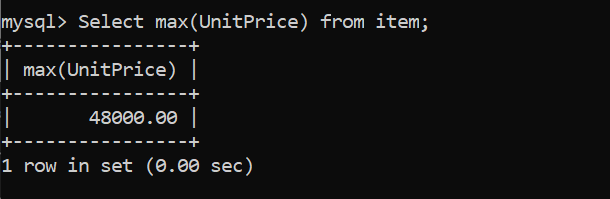 mysql> Select max(UnitPrice) from item;
+----------------+
| max(UnitPrice) |
+----------------+
|       48000.00 |
+----------------+
1 row in set (0.00 sec)